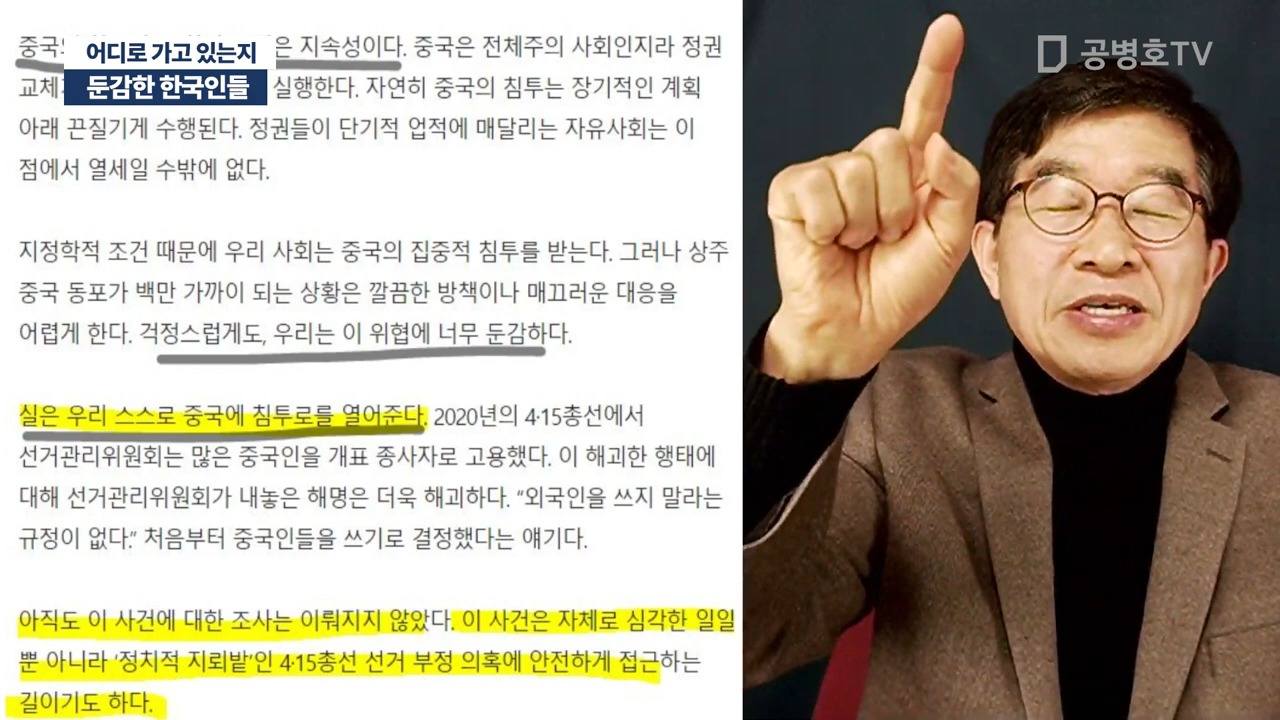 어디로 가고 있는지
둔감한 한국인들
공병호TV
중국의 은 지속성이다. 중국은 전체주의 사회인지라 정권
교체 실행한다. 자연히 중국의 침투는 장기적인 계획
아래 끈질기게 수행된다. 정권들이 단기적 업적에 매달리는 자유사회는 이
점에서 열세일 수밖에 없다.
지정학적 조건 때문에 우리 사회는 중국의 집중적 침투를 받는다. 그러나 상주
중국 동포가 백만 가까이 되는 상황은 깔끔한 방책이나 매끄러운 대응을
어렵게 한다. 걱정스럽게도, 우리는 이 위협에 너무 둔감하다.
실은 우리 스스로 중국에 침투로를 열어준다. 2020년의 4·15총선에서
선거관리위원회는 많은 중국인을 개표 종사자로 고용했다. 이 해괴한 행태에
대해 선거관리위원회가 내놓은 해명은 더욱 해괴하다. “외국인을 쓰지 말라는
규정이 없다.” 처음부터 중국인들을 쓰기로 결정했다는 얘기다.
아직도 이 사건에 대한 조사는 이뤄지지 않았다. 이 사건은 자체로 심각한 일일
뿐 아니라 ‘정치적 지뢰밭’인 4·15총선 선거 부정 의혹에 안전하게 접근하는
길이기도 하다.